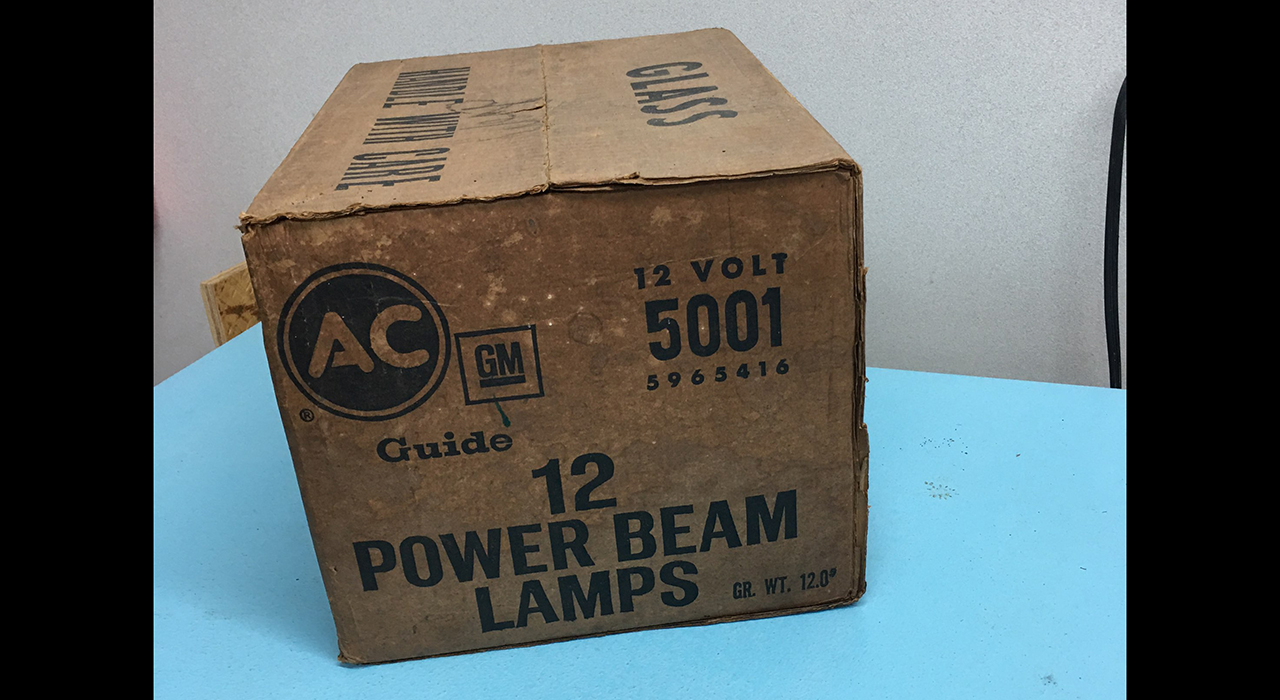 GLASS
HANDLE WITH CARE
12 VOLT
5001
5965416
AC
®
GM
Guide
12
POWER BEAM
LAMPS
GR. WT. 12.0#